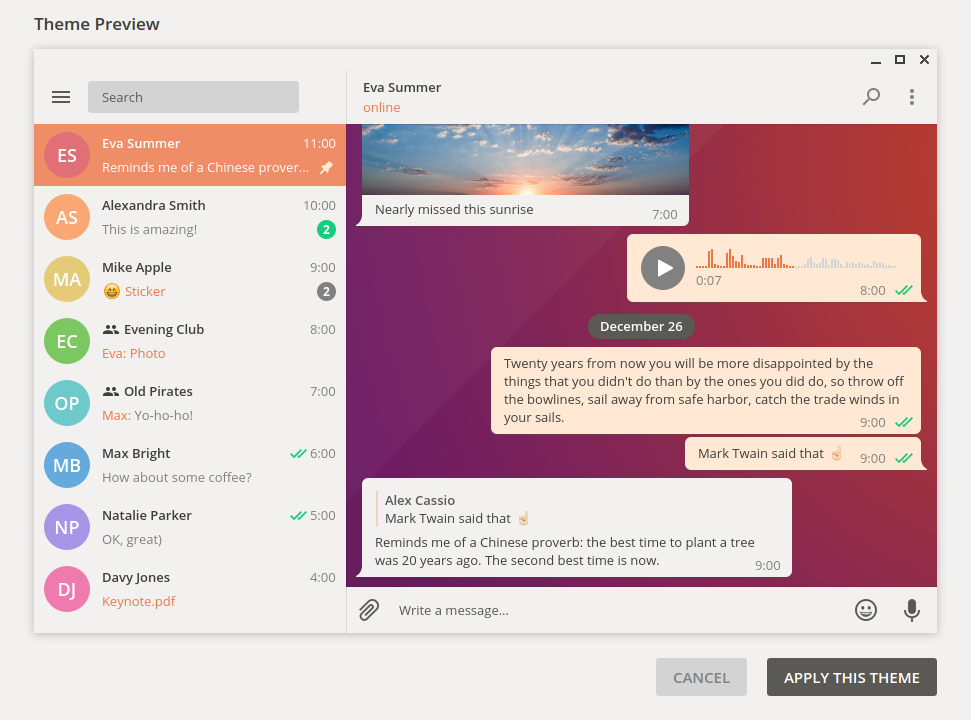 Theme Preview
Search
Eva Summer
online
ES
Eva Summer 11:00
Reminds me of a Chinese prover...
AS
Alexandra Smith 10:00
This is amazing! 2
MA
Mike Apple 9:00
😄 Sticker 2
EC
Evening Club 8:00
Eva: Photo
OP
Old Pirates 7:00
Max: Yo-ho-ho!
MB
Max Bright 6:00
How about some coffee?
NP
Natalie Parker 5:00
OK, great)
DJ
Davy Jones 4:00
Keynote.pdf
Nearly missed this sunrise 7:00
0:07 8:00
December 26
Twenty years from now you will be more disappointed by the
things that you didn't do than by the ones you did do, so throw off
the bowlines, sail away from safe harbor, catch the trade winds in
your sails. 9:00
Mark Twain said that ☝🏻 9:00
Alex Cassio
Mark Twain said that ☝🏻
Reminds me of a Chinese proverb: the best time to plant a tree
was 20 years ago. The second best time is now. 9:00
Write a message...
CANCEL
APPLY THIS THEME